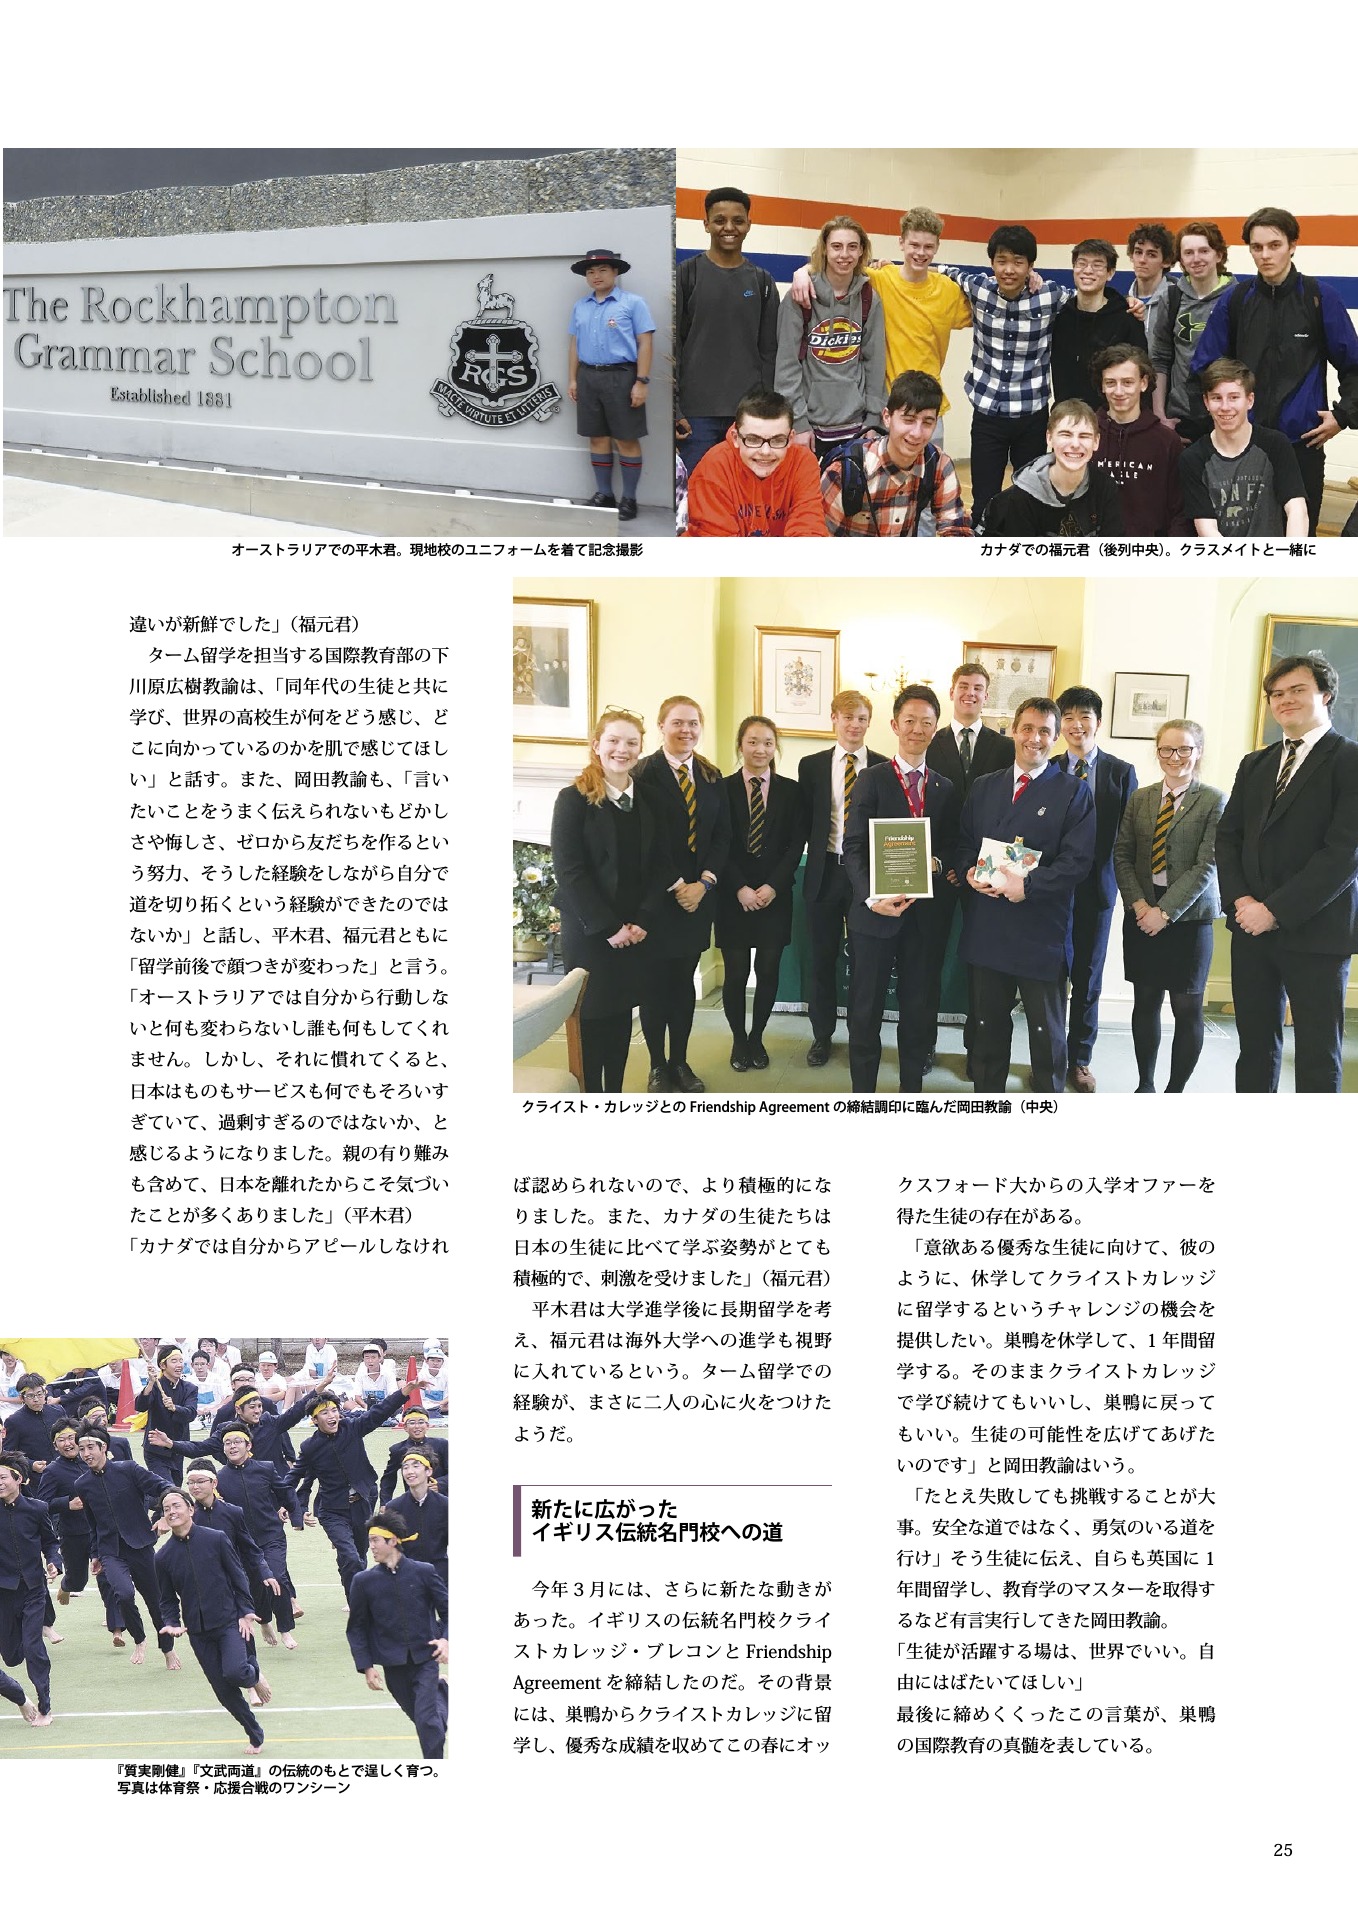 The Rockhampton
Grammar School
Established 1881
RGS
MACTE VIRTUTE ET LITTERIS
Dickies
オーストラリアでの平木君。現地校のユニフォームを着て記念撮影
カナダでの福元君（後列中央）。クラスメイトと一緒に
違いが新鮮でした」（福元君）
ターム留学を担当する国際教育部の下
川原広樹教諭は、「同年代の生徒と共に
学び、世界の高校生が何をどう感じ、ど
こに向かっているのかを肌で感じてほし
い」と話す。また、岡田教諭も、「言い
たいことをうまく伝えられないもどかし
さや悔しさ、ゼロから友だちを作るとい
う努力、そうした経験をしながら自分で
道を切り拓くという経験ができたのでは
ないか」と話し、平木君、福元君ともに
「留学前後で顔つきが変わった」と言う。
「オーストラリアでは自分から行動しな
いと何も変わらないし誰も何もしてくれ
ません。しかし、それに慣れてくると、
日本はものもサービスも何でもそろいす
ぎていて、過剰すぎるのではないか、と
感じるようになりました。親の有り難み
も含めて、日本を離れたからこそ気づい
たことが多くありました」（平木君）
「カナダでは自分からアピールしなけれ
Friendship
Agreement
クライスト・カレッジとの Friendship Agreement の締結調印に臨んだ岡田教諭（中央）
ば認められないので、より積極的にな
りました。また、カナダの生徒たちは
日本の生徒に比べて学ぶ姿勢がとても
積極的で、刺激を受けました」（福元君）
平木君は大学進学後に長期留学を考
え、福元君は海外大学への進学も視野
に入れているという。ターム留学での
経験が、まさに二人の心に火をつけた
ようだ。
新たに広がった
イギリス伝統名門校への道
今年３月には、さらに新たな動きが
あった。イギリスの伝統名門校クライ
ストカレッジ・ブレコンと Friendship
Agreement を締結したのだ。その背景
には、巣鴨からクライストカレッジに留
学し、優秀な成績を収めてこの春にオッ
クスフォード大からの入学オファーを
得た生徒の存在がある。
「意欲ある優秀な生徒に向けて、彼の
ように、休学してクライストカレッジ
に留学するというチャレンジの機会を
提供したい。巣鴨を休学して、1 年間留
学する。そのままクライストカレッジ
で学び続けてもいいし、巣鴨に戻って
もいい。生徒の可能性を広げてあげた
いのです」と岡田教諭はいう。
「たとえ失敗しても挑戦することが大
事。安全な道ではなく、勇気のいる道を
行け」そう生徒に伝え、自らも英国に 1
年間留学し、教育学のマスターを取得す
るなど有言実行してきた岡田教諭。
「生徒が活躍する場は、世界でいい。自
由にはばたいてほしい」
最後に締めくくったこの言葉が、巣鴨
の国際教育の真髄を表している。
『質実剛健』『文武両道』の伝統のもとで逞しく育つ。
写真は体育祭・応援合戦のワンシーン
25